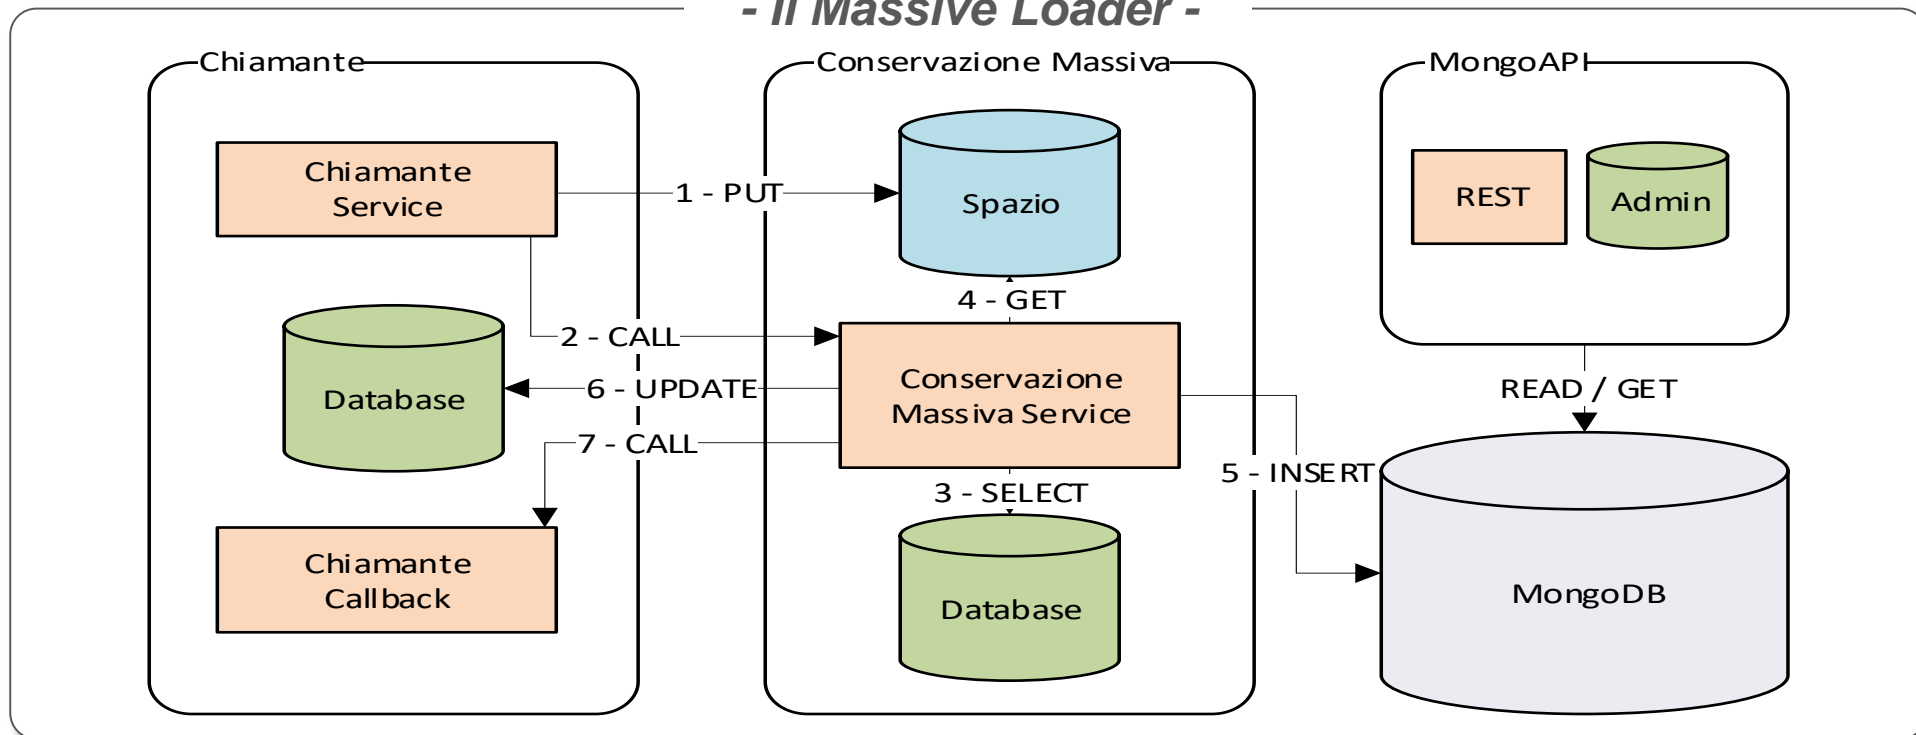 - Il Massive Loader -
Chiamante
Conservazione Massiva
MongoAPI
Chiamante
Service
1 - PUT
Spazio
REST
Admin
4 - GET
2 - CALL
Database
6 - UPDATE
7 - CALL
Conservazione
Massiva Service
READ / GET
5 - INSERT
3 - SELECT
Chiamante
Callback
Database
MongoDB